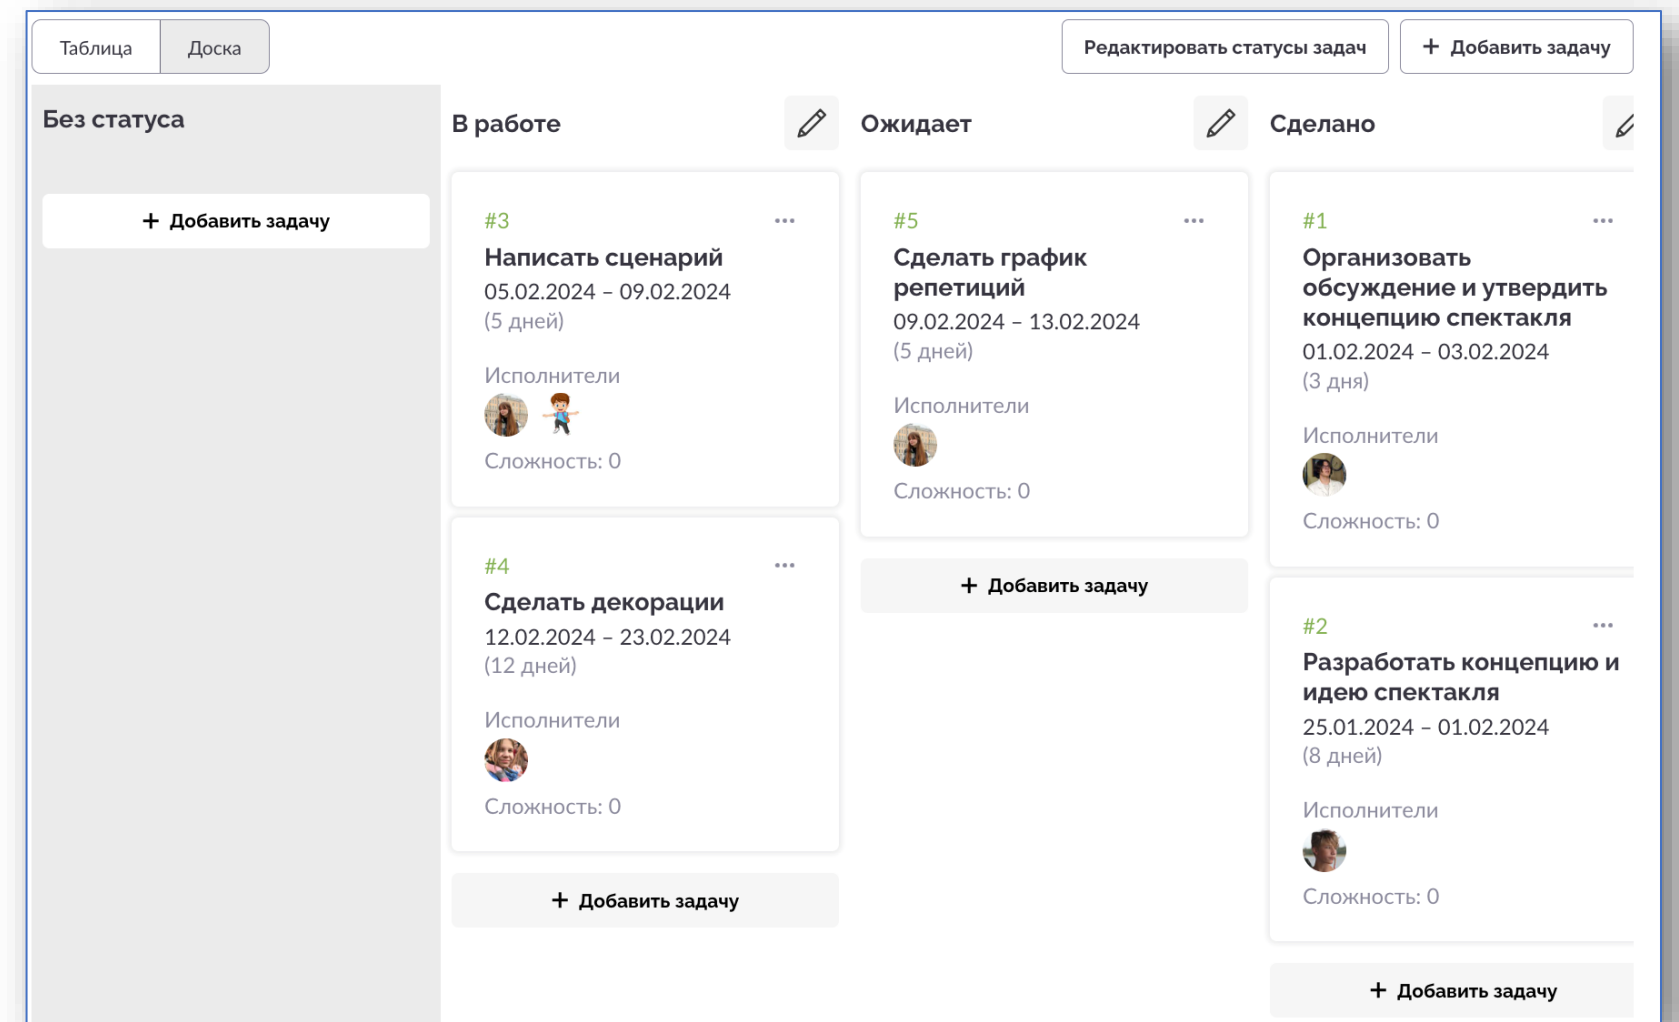 Таблица
Доска
Редактировать статусы задач
+ Добавить задачу
Без статуса
+ Добавить задачу
В работе
#3
Написать сценарий
05.02.2024 – 09.02.2024
(5 дней)
Исполнители
Сложность: 0
#4
Сделать декорации
12.02.2024 – 23.02.2024
(12 дней)
Исполнители
Сложность: 0
+ Добавить задачу
Ожидает
#5
Сделать график
репетиций
09.02.2024 – 13.02.2024
(5 дней)
Исполнители
Сложность: 0
+ Добавить задачу
Сделано
#1
Организовать
обсуждение и утвердить
концепцию спектакля
01.02.2024 – 03.02.2024
(3 дня)
Исполнители
Сложность: 0
#2
Разработать концепцию и
идею спектакля
25.01.2024 – 01.02.2024
(8 дней)
Исполнители
Сложность: 0
+ Добавить задачу